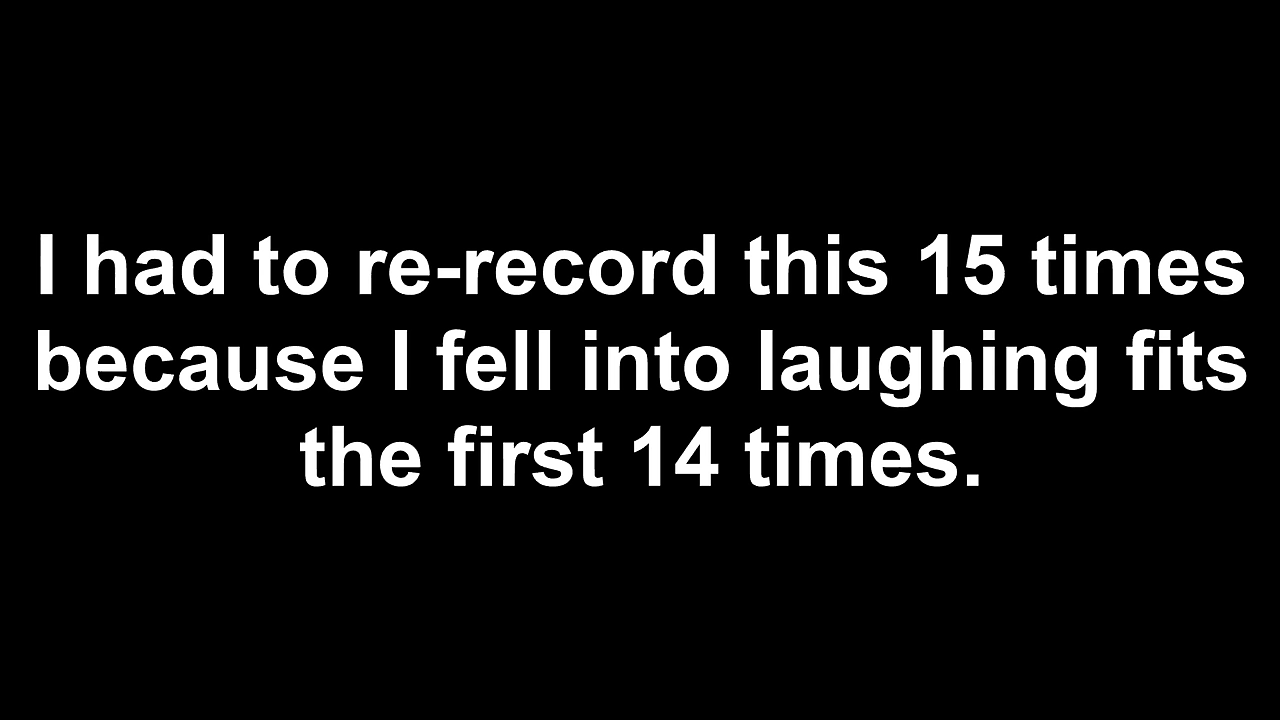 I had to re-record this 15 times
because I fell into laughing fits
the first 14 times.